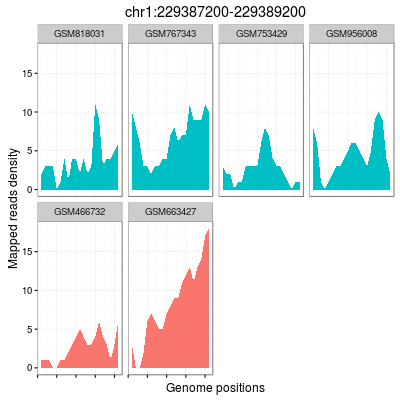 chr1:229387200-229389200
GSM818031 GSM767343 GSM753429 GSM956008
15
10
5
0
GSM466732 GSM663427
15
10
5
0
Mapped reads density
Genome positions